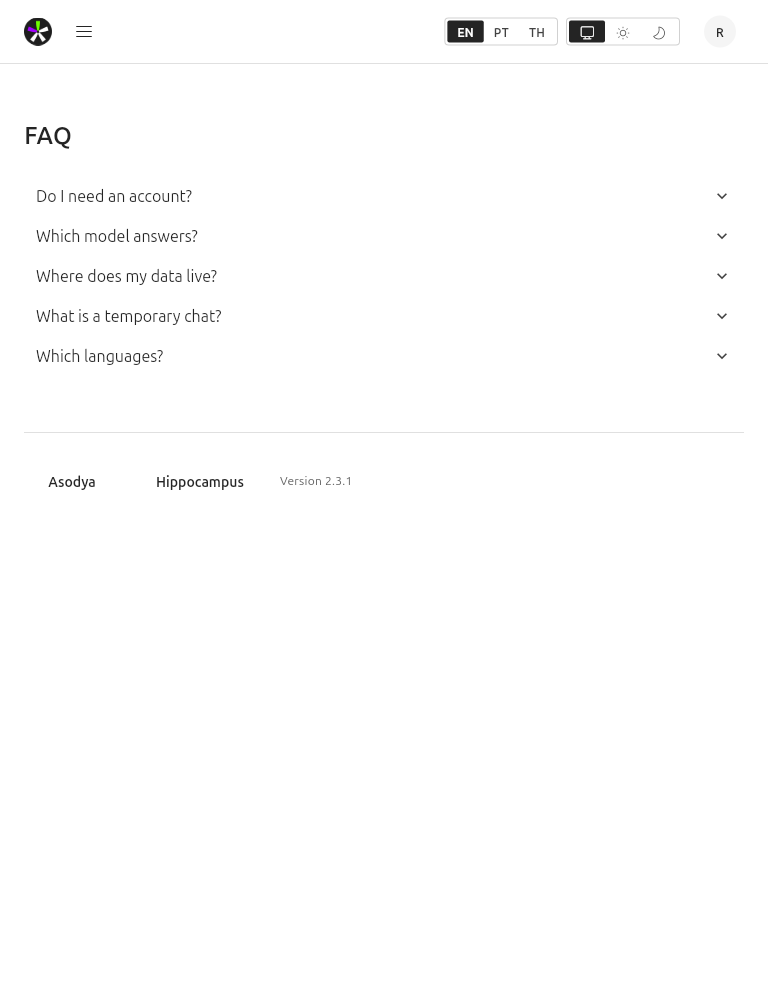 EN PT TH R
FAQ
Do I need an account?
Which model answers?
Where does my data live?
What is a temporary chat?
Which languages?
Asodya Hippocampus Version 2.3.1